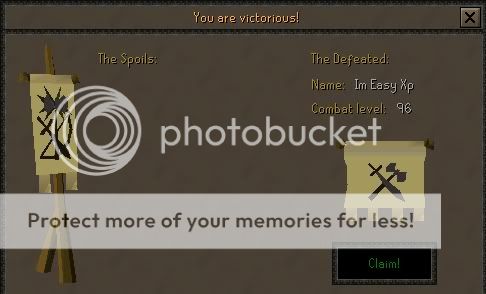 You are victorious!
The Spoils:
The Defeated:
Name: Im Easy Xp
Combat level: 96
photobucket
Protect more of your memories for less!
Claim!